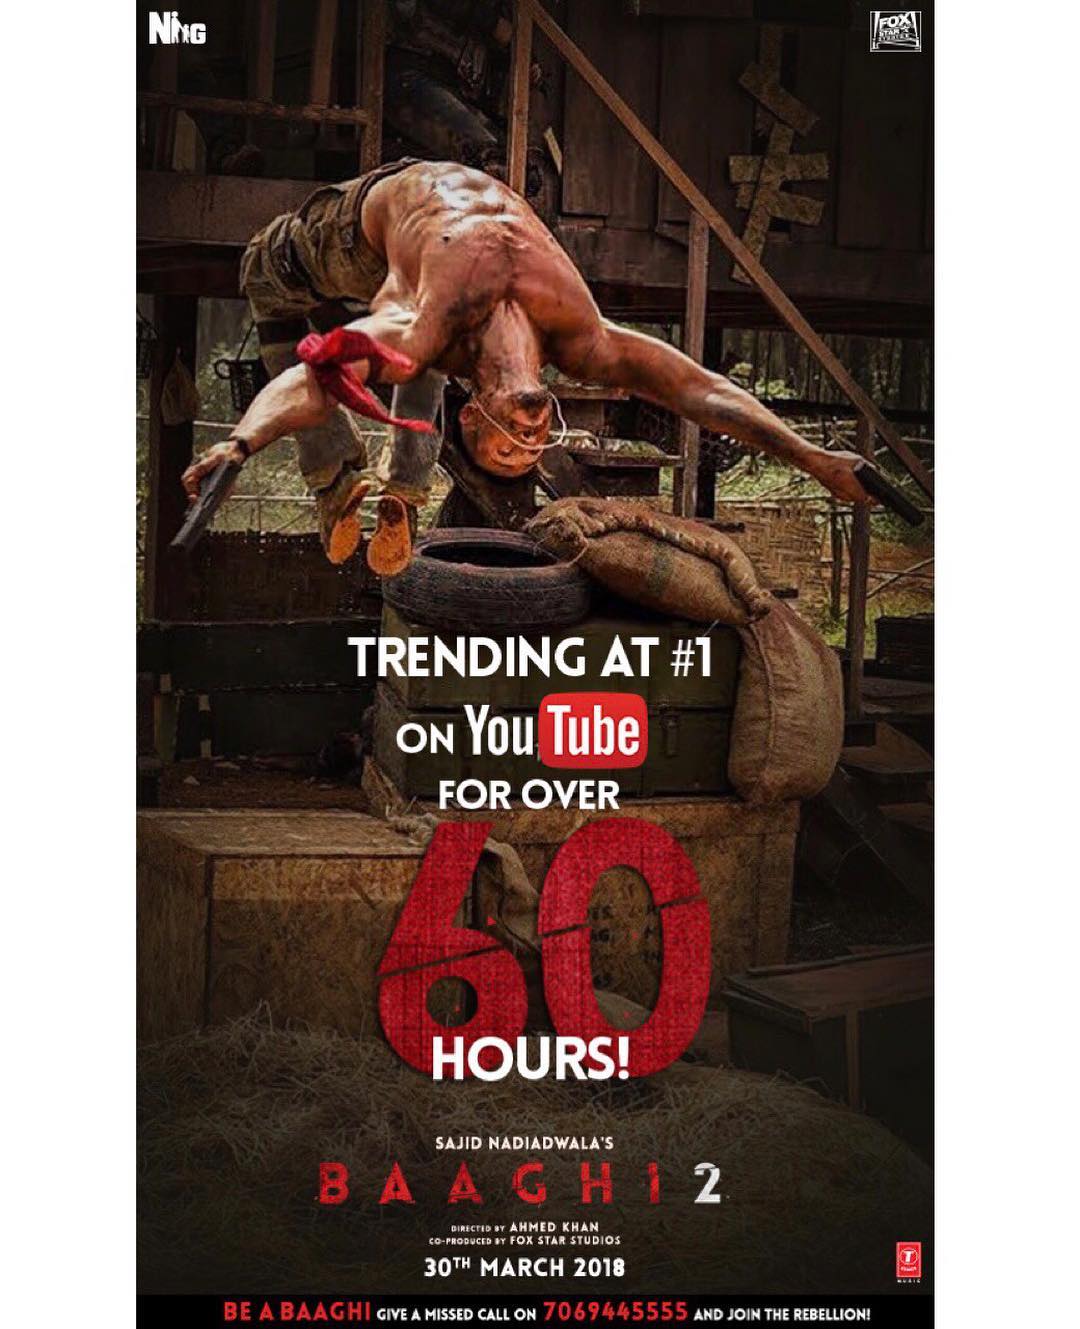 NG
FOX
STAR
STUDIOS
TRENDING AT #1
ON YouTube
FOR OVER
60
HOURS!
SAJID NADIADWALA'S
BAAGHI 2
DIRECTED BY AHMED KHAN
CO-PRODUCED BY FOX STAR STUDIOS
30TH MARCH 2018
T
MUSIC
BE A BAAGHI GIVE A MISSED CALL ON 7069445555 AND JOIN THE REBELLION!